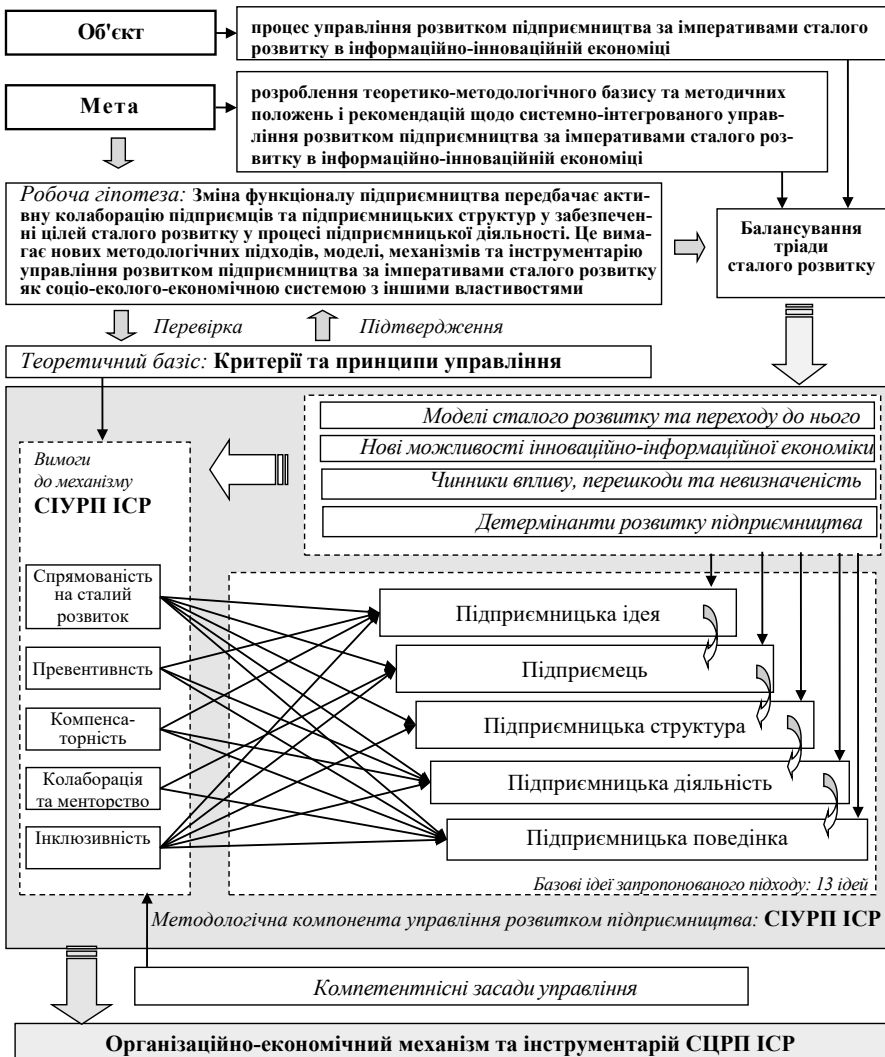 Об'єкт
процес управління розвитком підприємництва за імперативами сталого
розвитку в інформаційно-інноваційній економіці
Мета
розроблення теоретико-методологічного базису та методичних
положень і рекомендацій щодо системно-інтегрованого управ-
ління розвитком підприємництва за імперативами сталого роз-
витку в інформаційно-інноваційній економіці
Робоча гіпотеза: Зміна функціоналу підприємництва передбачає акти-
вну колаборацію підприємців та підприємницьких структур у забезпечен-
ні цілей сталого розвитку у процесі підприємницької діяльності. Це вима-
гає нових методологічних підходів, моделі, механізмів та інструментарію
управління розвитком підприємництва за імперативами сталого розвитку
як соціо-еколого-економічною системою з іншими властивостями
Балансування
тріади
сталого розвитку
Перевірка
Підтвердження
Теоретичний базіс: Критерії та принципи управління
Моделі сталого розвитку та переходу до нього
Нові можливості інноваційно-інформаційної економіки
Чинники впливу, перешкоди та невизначеність
Детермінанти розвитку підприємництва
Вимоги
до механізму
СІУРП ІСР
Спрямованість
на сталий
розвиток
Превентивнсть
Компенса-
торність
Колаборація
та менторство
Інклюзивність
Підприємницька ідея
Підприємець
Підприємницька структура
Підприємницька діяльність
Підприємницька поведінка
Базові ідеї запропонованого підходу: 13 ідей
Методологічна компонента управління розвитком підприємництва: СІУРП ІСР
Компетентнісні засади управління
Організаційно-економічний механізм та інструментарій СЦРП ІСР